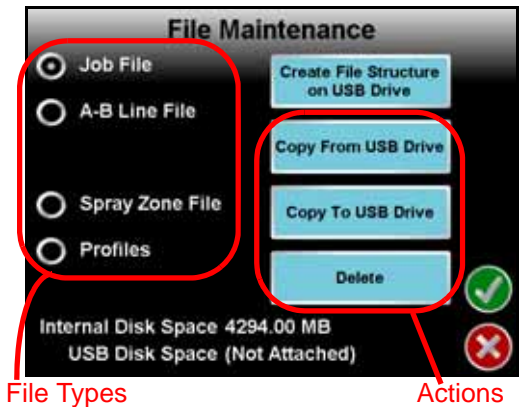 File Maintenance
Job File
A-B Line File
Spray Zone File
Profiles
Create File Structure
on USB Drive
Copy From USB Drive
Copy To USB Drive
Delete
Internal Disk Space 4294.00 MB
USB Disk Space (Not Attached)
File Types
Actions